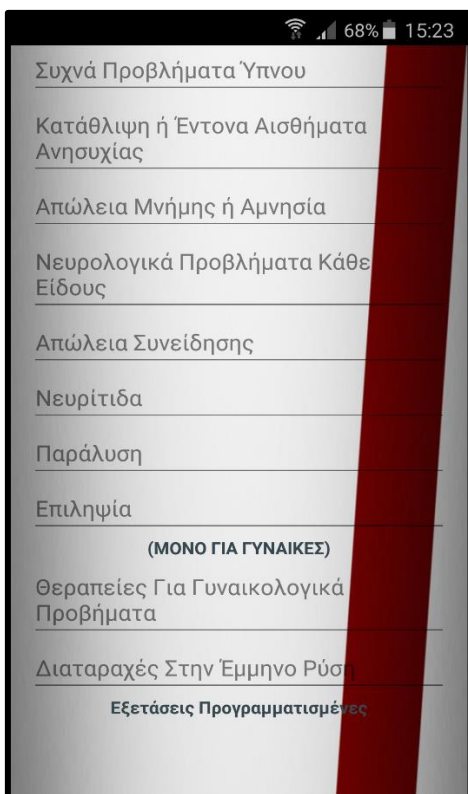 68% 15:23
Συχνά Προβλήματα Ύπνου
Κατάθλιψη ή Έντονα Αισθήματα
Ανησυχίας
Απώλεια Μνήμης ή Αμνησία
Νευρολογικά Προβλήματα Κάθε
Είδους
Απώλεια Συνείδησης
Νευρίτιδα
Παράλυση
Επιληψία
(ΜΟΝΟ ΓΙΑ ΓΥΝΑΙΚΕΣ)
Θεραπείες Για Γυναικολογικά
Προβήματα
Διαταραχές Στην Έμμηνο Ρύση
Εξετάσεις Προγραμματισμένες